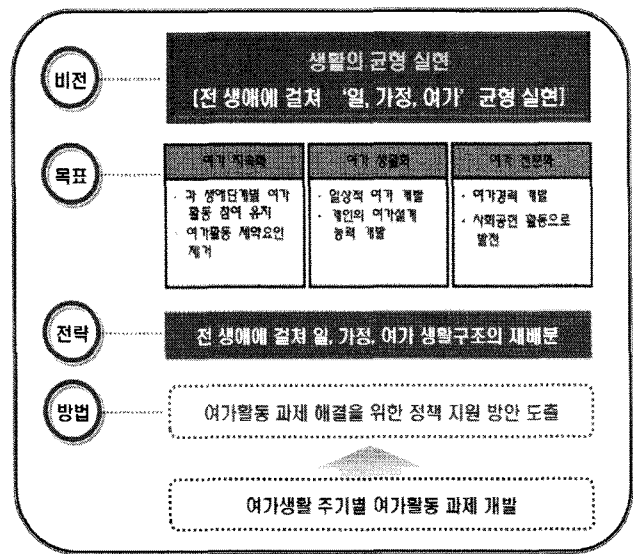 비전
생활의 균형 실현
[전 생애에 걸쳐 '일, 가정, 여가' 균형 실현]
목표
여가 지속화
· 각 생애단계별 여가
활동 참여 유지
· 여가활동 제약요인
제거
여가 생활화
· 일상적 여가 개발
· 개인의 여가설계
능력 개발
여가 전문화
· 여가경력 개발
· 사회공헌 활동으로
발전
전략
전 생애에 걸쳐 일, 가정, 여가 생활구조의 재배분
방법
여가활동 과제 해결을 위한 정책 지원 방안 도출
여가생활 주기별 여가활동 과제 개발